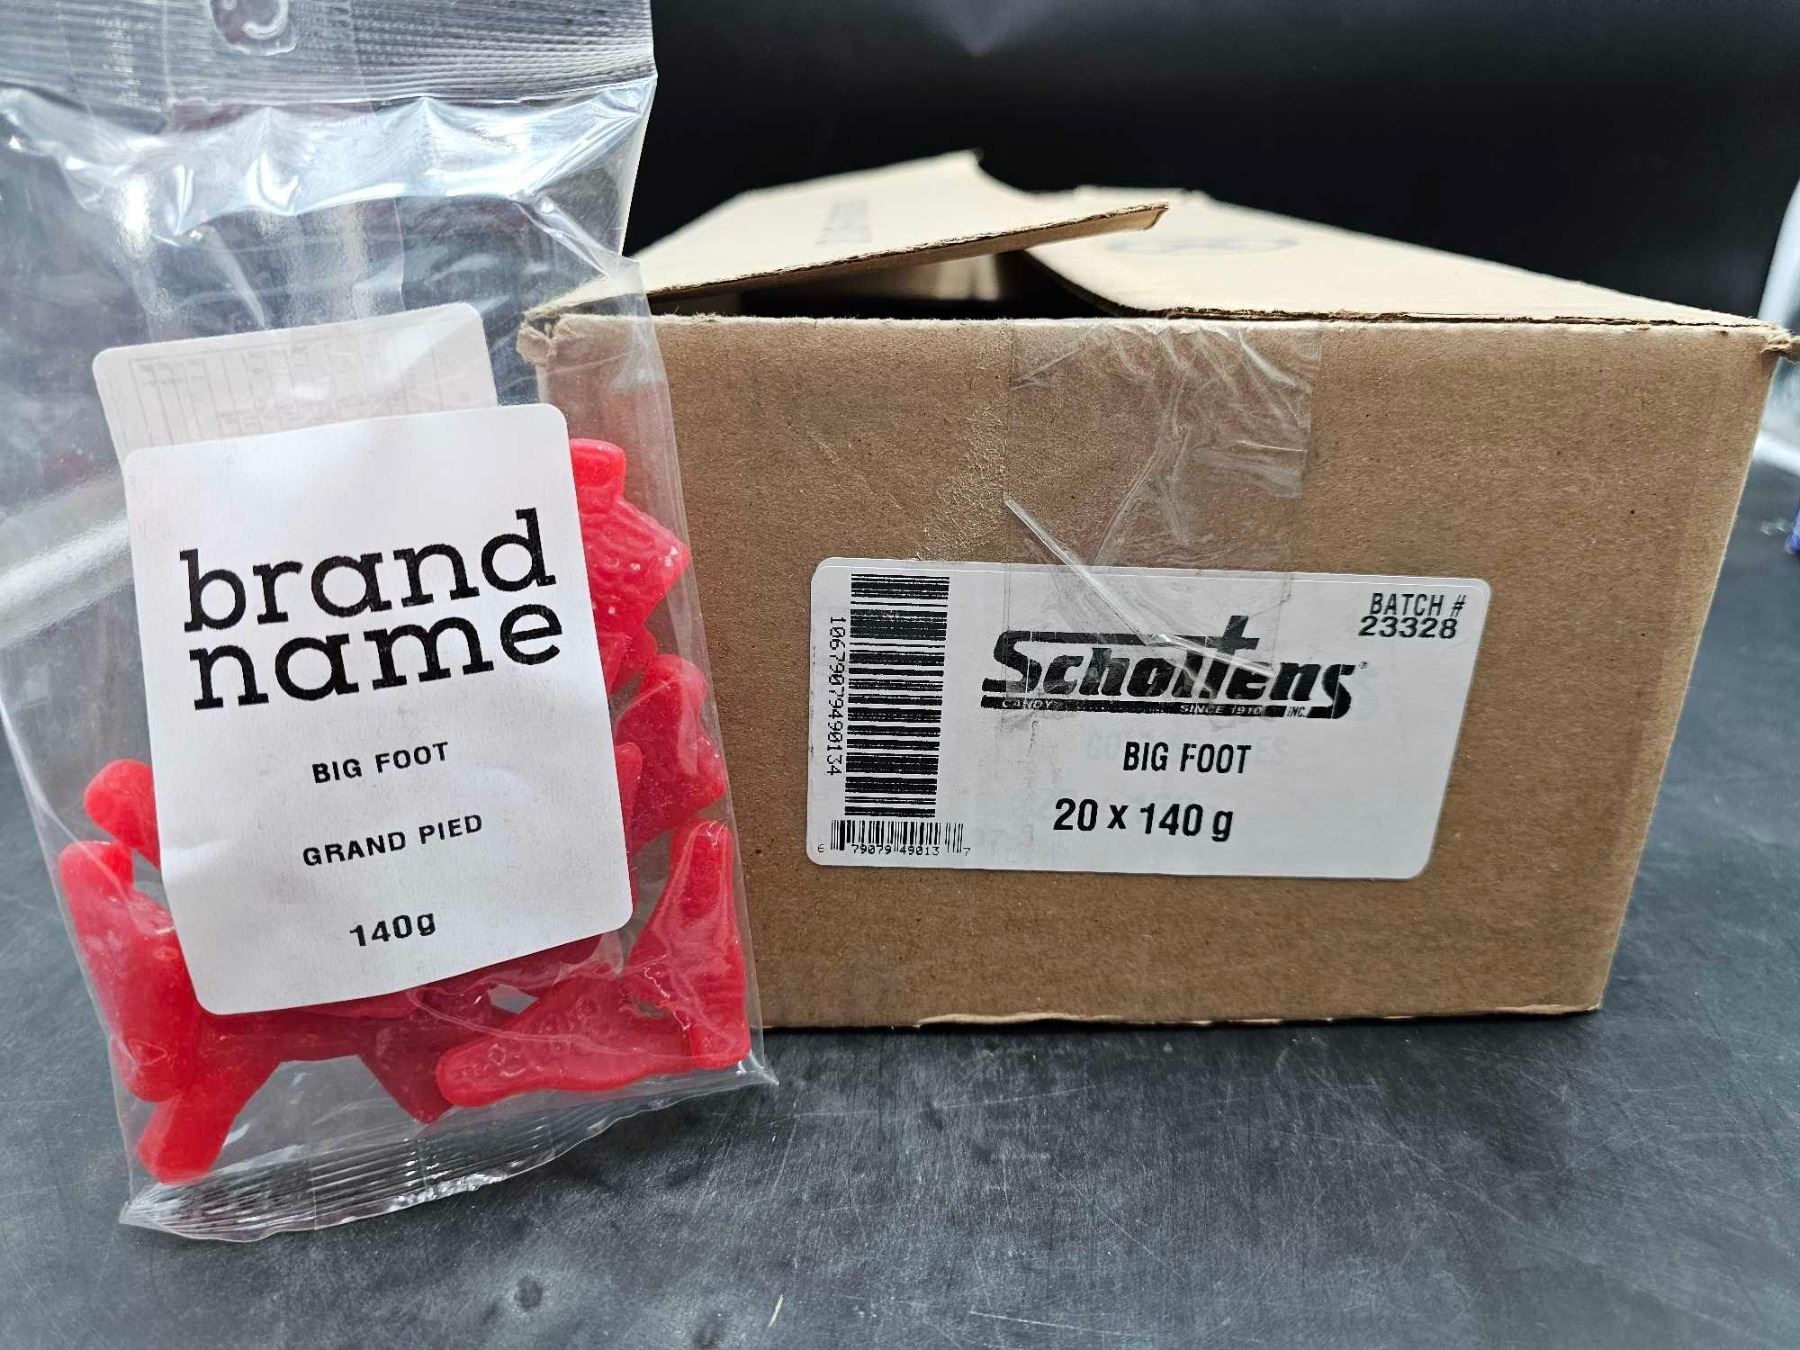 brand
name
BIG FOOT
GRAND PIED
140g
BATCH #
23328
Scholtens
CANDY SINCE 1910 INC.
BIG FOOT
20 x 140 g
10679079490134
6 79079 49013 7